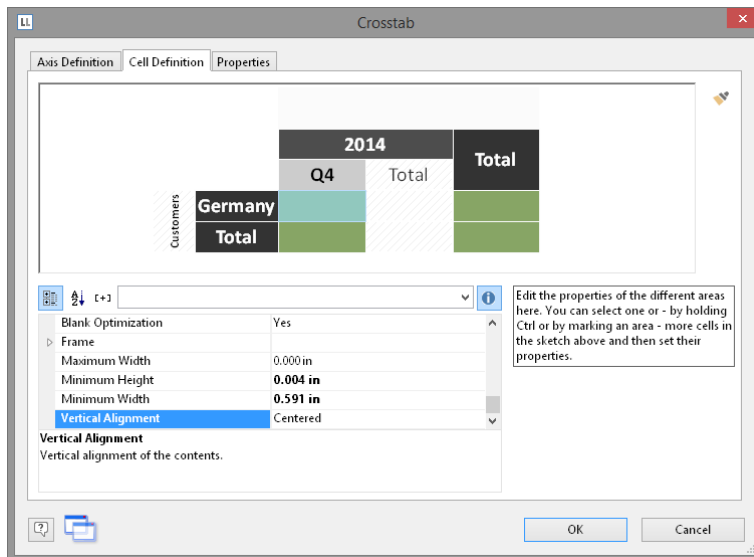 LL
Crosstab
Axis Definition Cell Definition Properties
2014
Total
Q4 Total
Customers
Germany
Total
A
Z
[+]
Blank Optimization Yes
Frame
Maximum Width 0.000 in
Minimum Height 0.004 in
Minimum Width 0.591 in
Vertical Alignment Centered
Vertical Alignment
Vertical alignment of the contents.
Edit the properties of the different areas
here. You can select one or - by holding
Ctrl or by marking an area - more cells in
the sketch above and then set their
properties.
OK Cancel